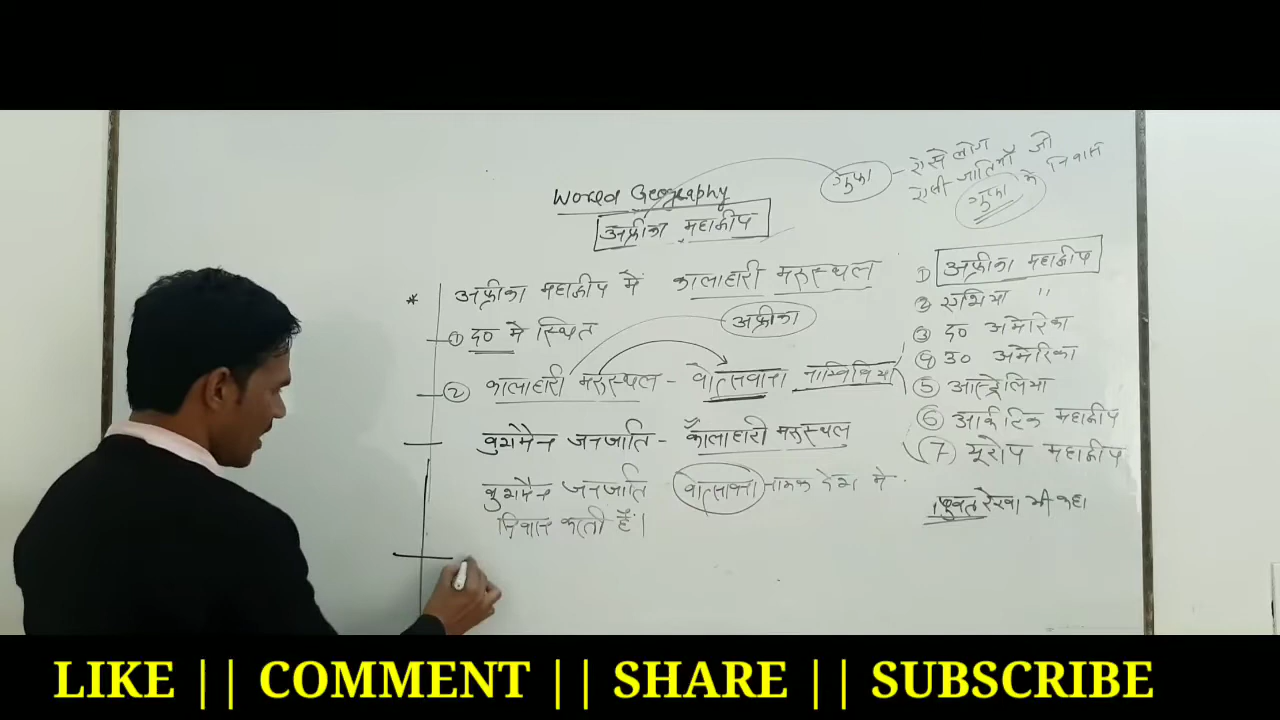 World Geography
अफ्रीका महाद्वीप
गुफा - ऐसे लोग
ऐसी जातियाँ जो
गुफा में निवास
* अफ्रीका महाद्वीप में कालाहारी मरुस्थल
① द० में स्थित
अफ्रीका
② कालाहारी मरुस्थल - वोत्सवाना नामिबिया
बुशमैन जनजाति - कालाहारी मरुस्थल
बुशमैन जनजाति वोत्सवाना नामक देश में
निवास करती हैं।
① अफ्रीका महाद्वीप
② एशिया "
③ द० अमेरिका
④ उ० अमेरिका
⑤ आस्ट्रेलिया
⑥ आर्कटिक महाद्वीप
⑦ यूरोप महाद्वीप
रेखा भी कहा
LIKE || COMMENT || SHARE || SUBSCRIBE